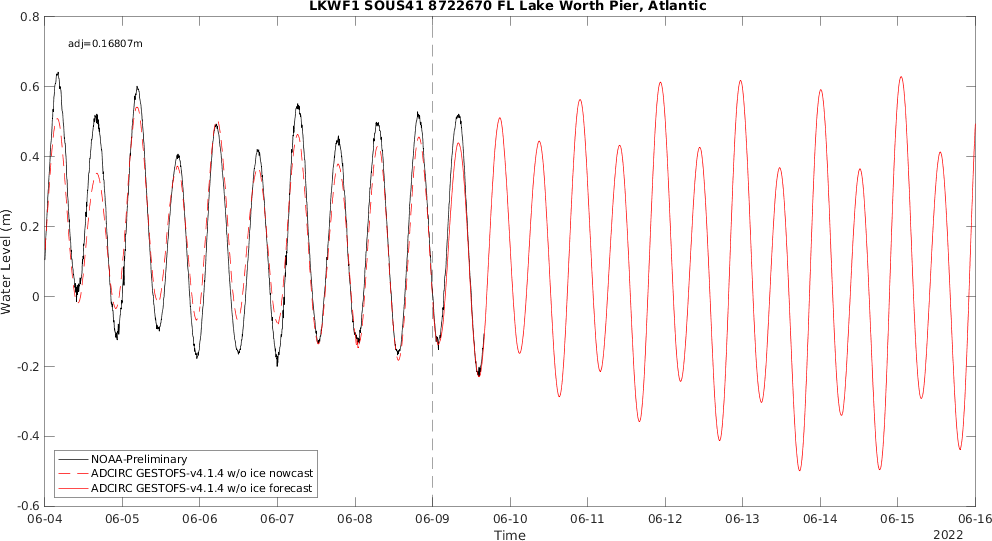 LKWF1 SOUS41 8722670 FL Lake Worth Pier, Atlantic
0.8
adj=0.16807m
0.6
0.4
0.2
0
-0.2
-0.4
-0.6
Water Level (m)
NOAA-Preliminary
ADCIRC GESTOFS-v4.1.4 w/o ice nowcast
ADCIRC GESTOFS-v4.1.4 w/o ice forecast
06-04 06-05 06-06 06-07 06-08 06-09 06-10 06-11 06-12 06-13 06-14 06-15 06-16
Time
2022